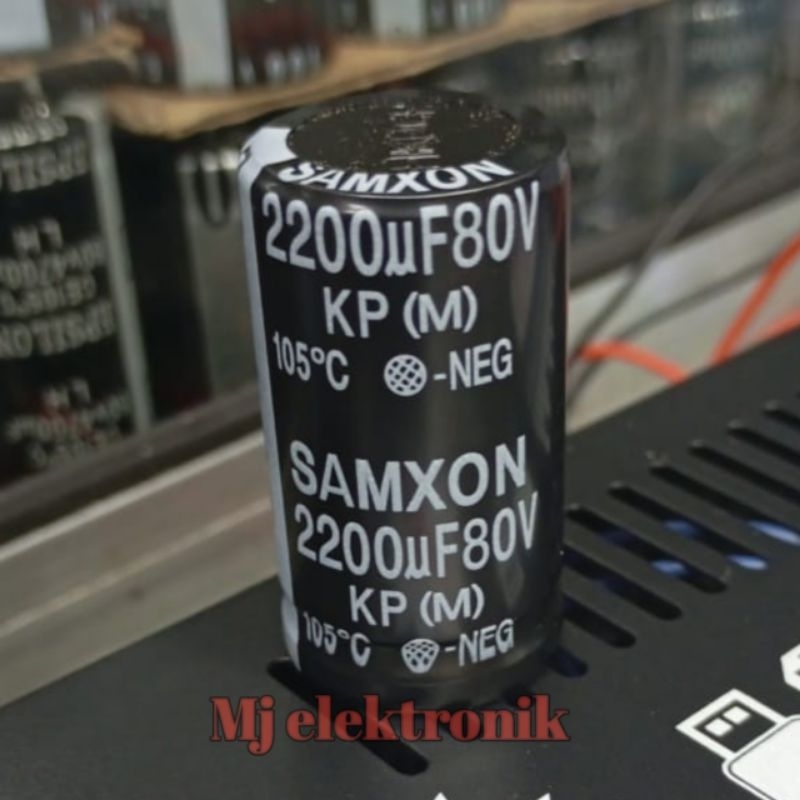 SAMXON
2200µF80V
KP (M)
105°C -NEG
SAMXON
2200µF80V
KP (M)
105°C -NEG
Mj elektronik